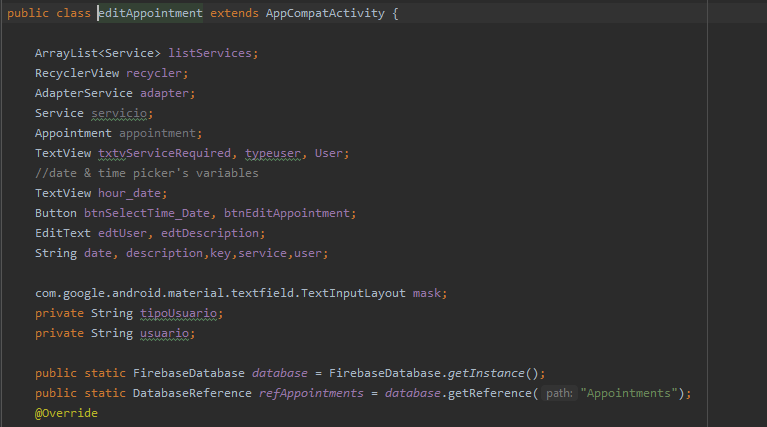 public class editAppointment extends AppCompatActivity {
ArrayList<Service> listServices;
RecyclerView recycler;
AdapterService adapter;
Service servicio;
Appointment appointment;
TextView txtvServiceRequired, typeuser, User;
//date & time picker's variables
TextView hour_date;
Button btnSelectTime_Date, btnEditAppointment;
EditText edtUser, edtDescription;
String date, description,key,service,user;
com.google.android.material.textfield.TextInputLayout mask;
private String tipoUsuario;
private String usuario;
public static FirebaseDatabase database = FirebaseDatabase.getInstance();
public static DatabaseReference refAppointments = database.getReference( path: "Appointments");
@Override